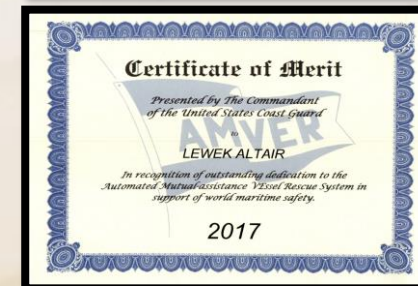 Certificate of Merit
Presented by The Commandant
of the United States Coast Guard
to
LEWEK ALTAIR
In recognition of outstanding dedication to the
Automated Mutual-assistance VEssel Rescue System in
support of world maritime safety.
2017
AMVER